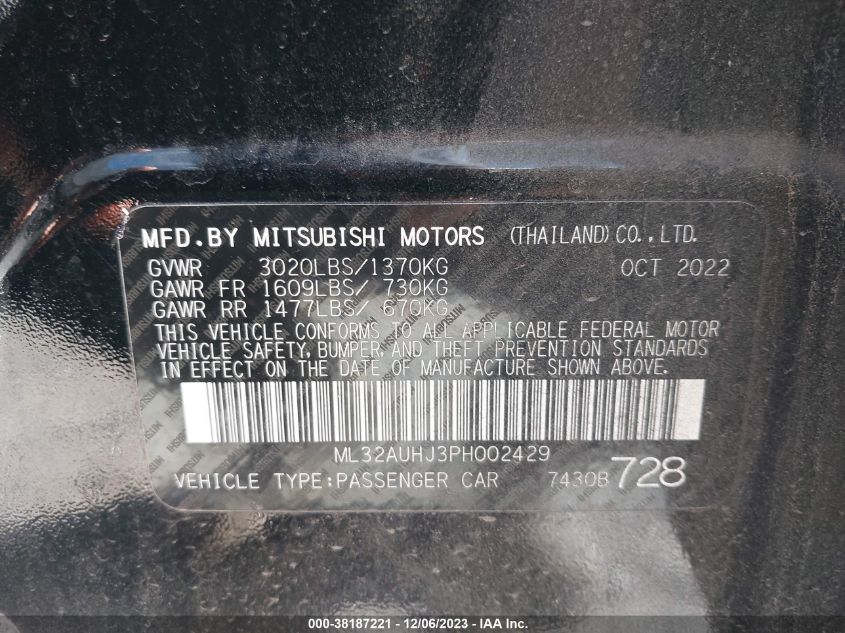 MFD.BY MITSUBISHI MOTORS (THAILAND) CO.,LTD.
GVWR 3020LBS/1370KG OCT 2022
GAWR FR 1609LBS/ 730KG
GAWR RR 1477LBS/ 670KG
THIS VEHICLE CONFORMS TO ALL APPLICABLE FEDERAL MOTOR
VEHICLE SAFETY, BUMPER, AND THEFT PREVENTION STANDARDS
IN EFFECT ON THE DATE OF MANUFACTURE SHOWN ABOVE.
ML32AUHJ3PH002429
VEHICLE TYPE:PASSENGER CAR 7430B 728
000-38187221 - 12/06/2023 - IAA Inc.